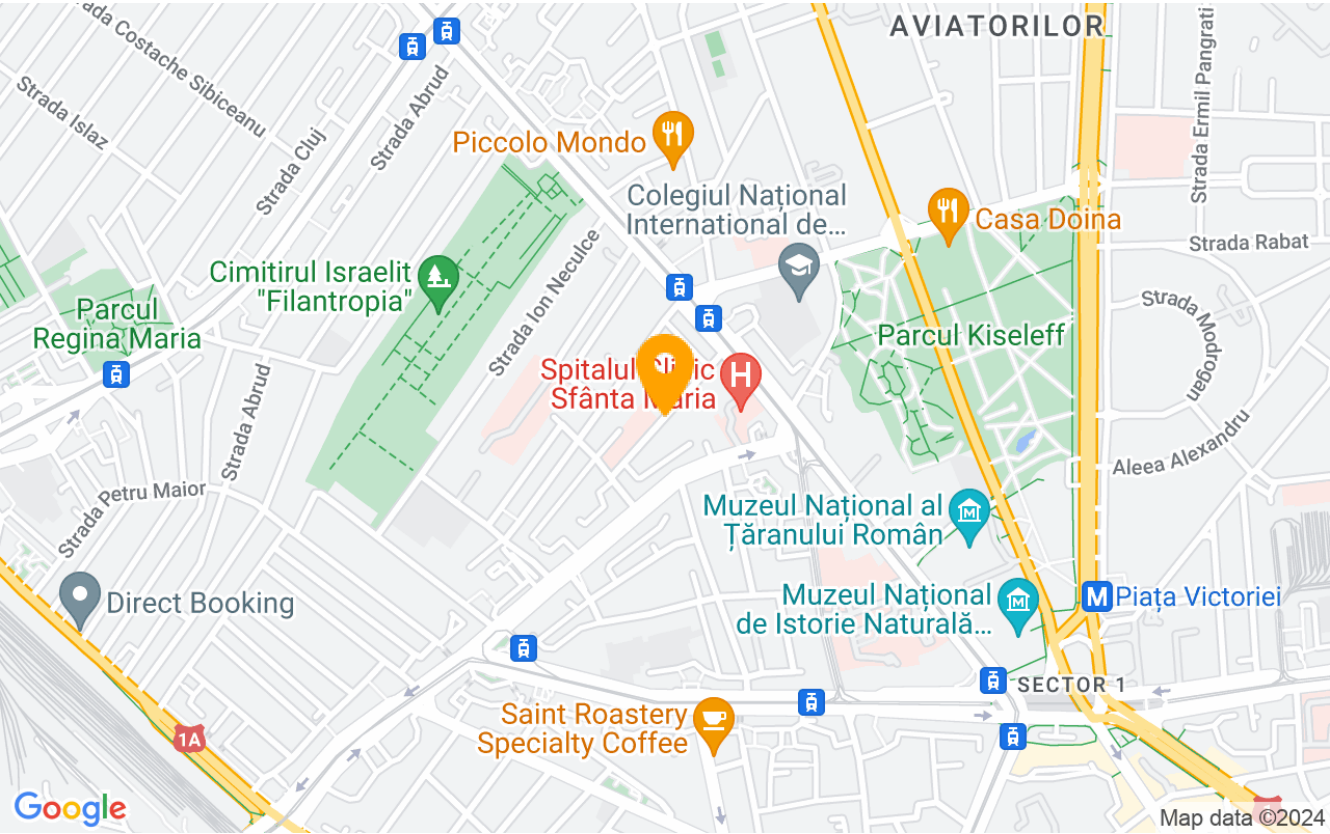 AVIATORILOR
Costache Sibiceanu
Strada Islaz
Strada Cluj
Strada Abrud
Strada Ermil Pangrati
Piccolo Mondo
Colegiul Național
International de...
Casa Doina
Strada Rabat
Cimitirul Israelit
"Filantropia"
Strada Ion Neculce
Parcul
Regina Maria
Strada Modrogan
Parcul Kiseleff
Spitalul Clinic
Sfânta Maria
H
Strada Abrud
Aleea Alexandru
Strada Petru Maior
Muzeul Național al
Țăranului Român
M
Direct Booking
Muzeul Național
de Istorie Naturală...
M
M
Piața Victoriei
SECTOR 1
Saint Roastery
Specialty Coffee
1A
Google
Map data ©2024